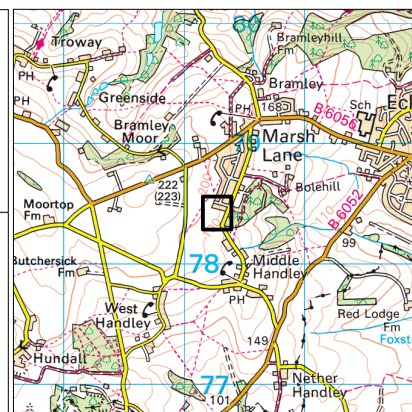 80
Troway
Bramleyhill
Fm
PH
Bramley
Greenside
PH
PH
168
Sch
B 6056
Bramley
Moor
79
Marsh
Lane
222
(223)
Bolehill
Moortop
Fm
B 6052
99
Butchersick
Fm
78
Middle
Handley
PH
West
Handley
Red Lodge
Fm
Foxst
149
Hundall
77
Nether
Handley
101